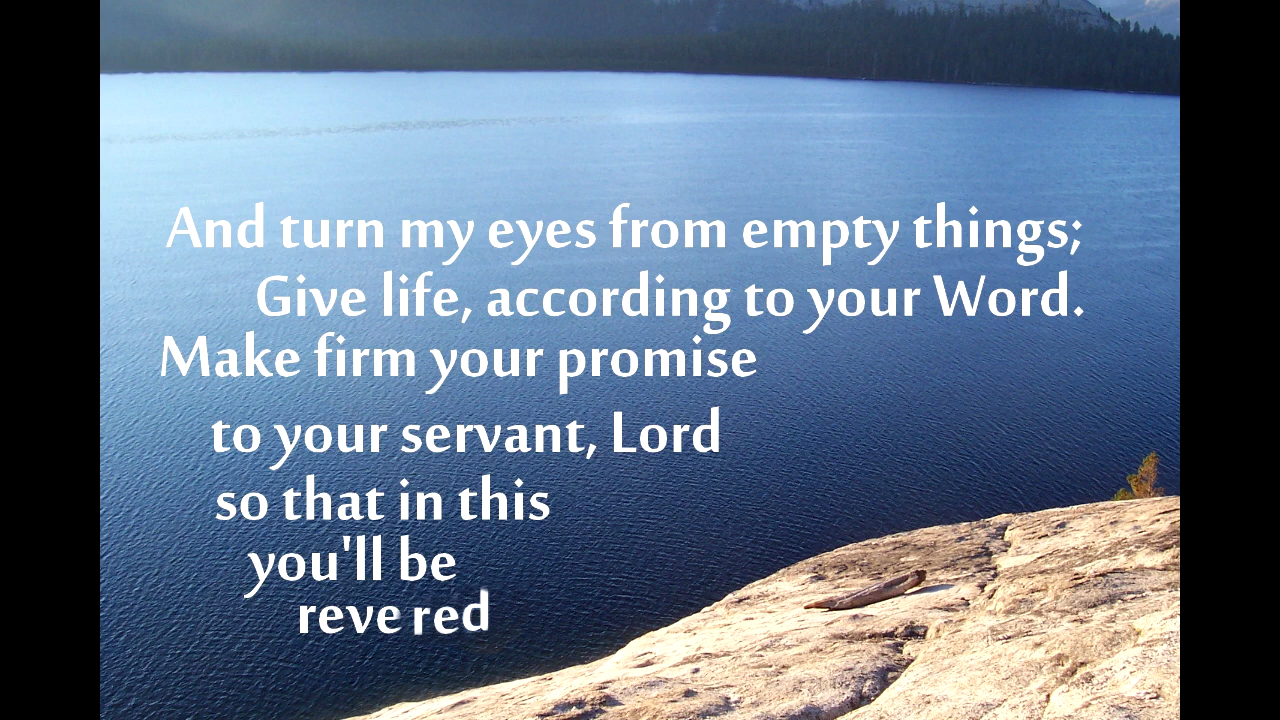 And turn my eyes from empty things;
Give life, according to your Word.
Make firm your promise
to your servant, Lord
so that in this
you'll be
reve red